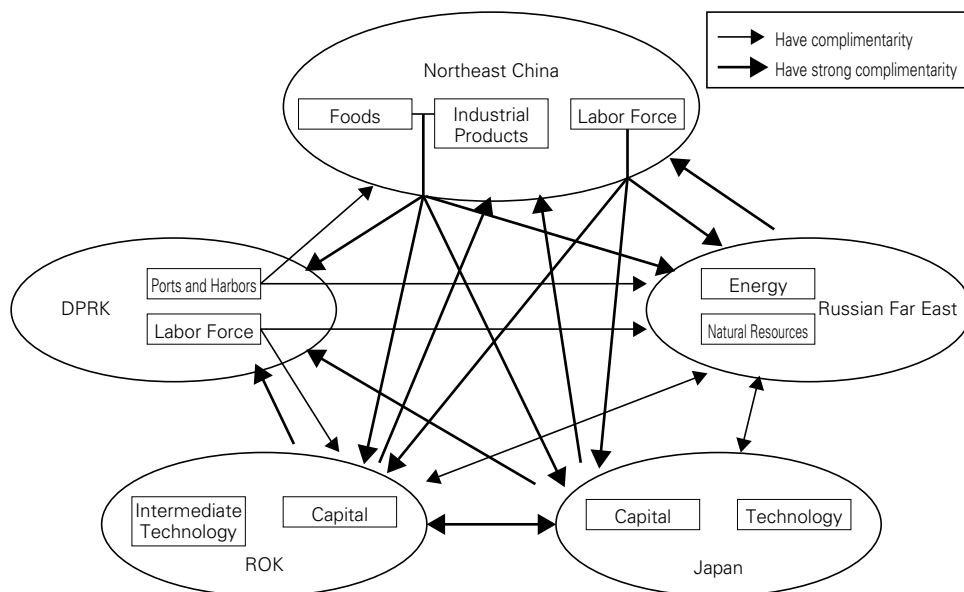 Have complimentarity
Have strong complimentarity
Northeast China
Foods
Industrial
Products
Labor Force
DPRK
Ports and Harbors
Labor Force
Energy
Natural Resources
Russian Far East
Intermediate
Technology
Capital
ROK
Capital
Technology
Japan